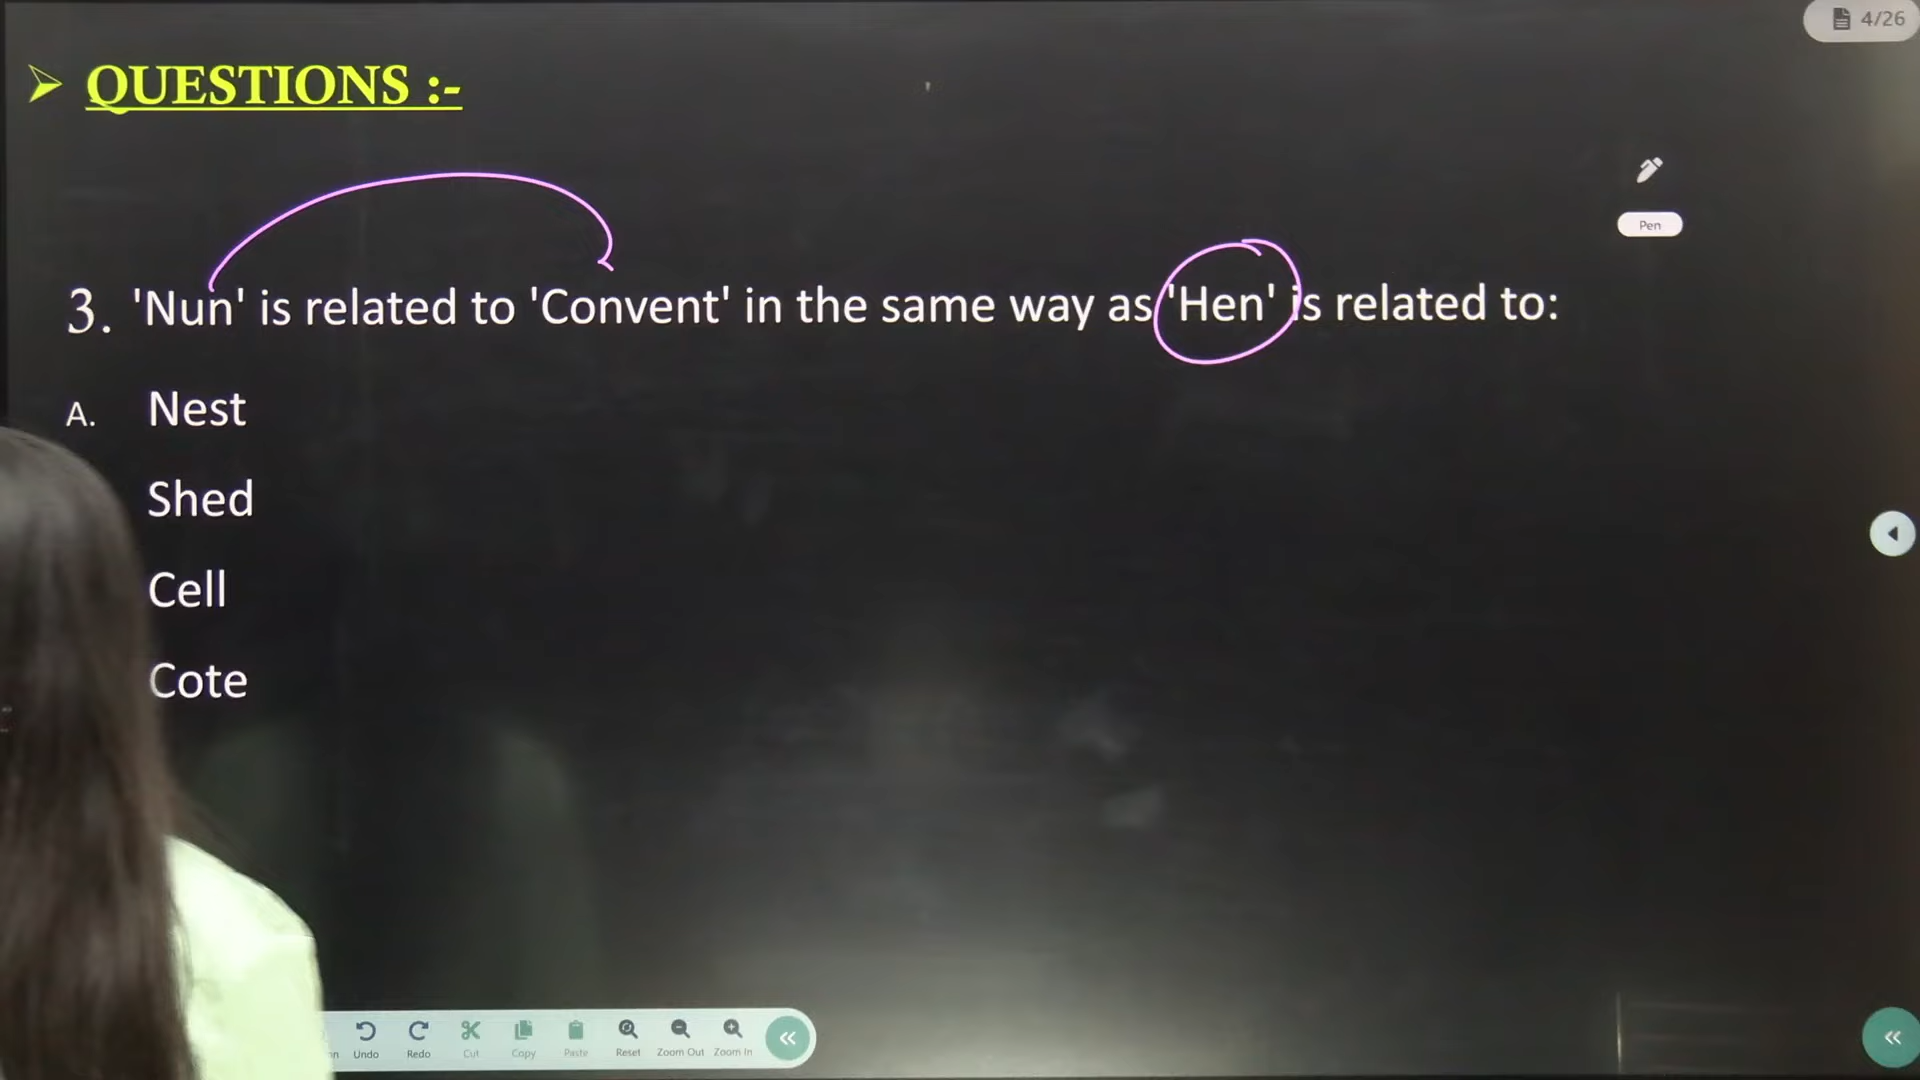 4/26
➢ QUESTIONS :-
Pen
3. 'Nun' is related to 'Convent' in the same way as 'Hen' is related to:
A. Nest
Shed
Cell
Cote
Undo Redo Cut Copy Paste Reset Zoom Out Zoom In